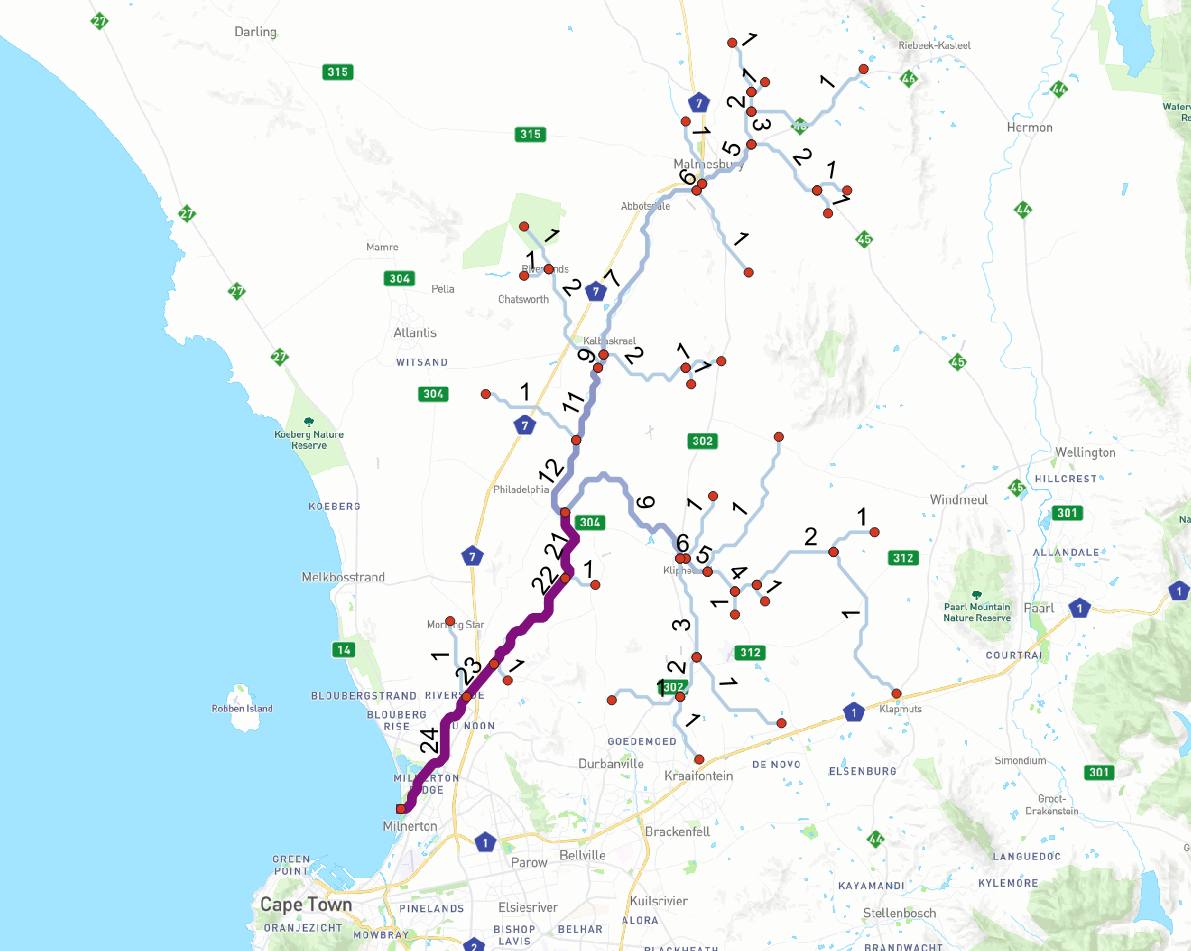 27
Darling
1
Riebeek-Kasteel
315
1
1
46
44
7
2
3
44
315
1
Hermon
5
2
1
Malmesbury
6
1
Abbotsdale
27
44
45
1
1
Mamre
1
Riverlands
304
2
7
7
27
Pella
Chatsworth
Atlantis
Kalbaskraal
27
WITSAND
9
2
1
1
45
304
1
11
7
Koeberg Nature
Reserve
302
Wellington
12
HILLCREST
Philadelphia
45
KOEBERG
6
1
1
Windmeul
301
304
1
21
6
5
2
ALLANDALE
7
312
Klipheuwel
4
1
22
1
Melkbosstrand
1
Paarl Mountain
Nature Reserve
Paarl
1
1
1
Morning Star
3
14
1
23
1
312
COURTRAI
2
1
302
1
BLOUBERGSTRAND
RIVERSIDE
Robben Island
BLOUBERG
RISE
DU NOON
1
1
Klapmuts
24
GOEDEMOED
Durbanville
DE NOVO
ELSENBURG
Simondium
301
MILNERTON
RIDGE
Kraaifontein
Groot-
Drakenstein
Milnerton
Brackenfell
1
44
GREEN
POINT
Parow
Bellville
LANGUEDOC
KAYAMANDI
KYLEMORE
Cape Town
PINELANDS
Elsiesrivier
Kuilsrivier
Stellenbosch
ORANJEZICHT
MOWBRAY
2
BISHOP
LAVIS
BELHAR
ALORA
BLACKHEATH
BRANDWACHT